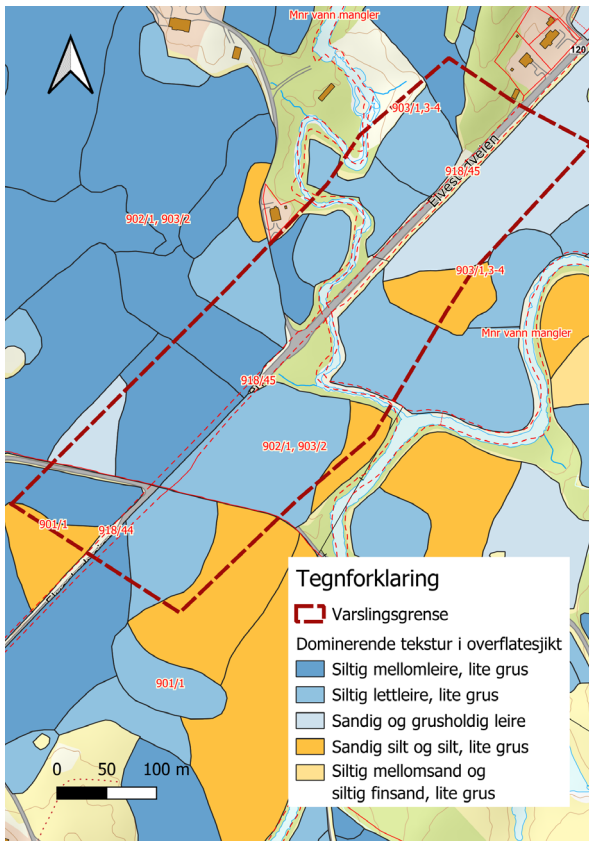 Mnr vann mangler
120
903/1,3-4
Elvestrandveien
918/45
902/1, 903/2
903/1,3-4
Mnr vann mangler
918/45
902/1, 903/2
901/1
918/44
901/1
0 50 100 m
Tegnforklaring
Varslingsgrense
Dominerende tekstur i overflatesjikt
Siltig mellomleire, lite grus
Siltig lettleire, lite grus
Sandig og grusholdig leire
Sandig silt og silt, lite grus
Siltig mellomsand og
siltig finsand, lite grus